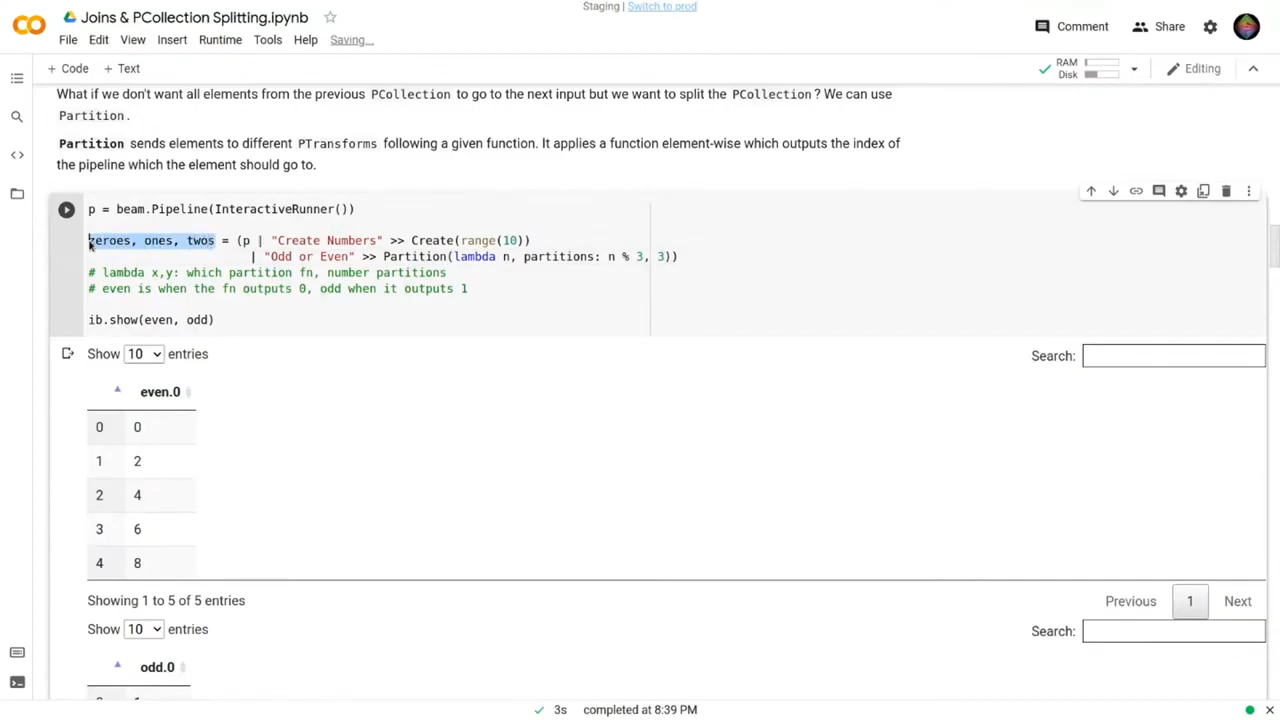 Staging | Switch to prod
Joins & PCollection Splitting.ipynb
Comment
Share
File Edit View Insert Runtime Tools Help Saving...
+ Code + Text
RAM
Disk
Editing
What if we don't want all elements from the previous PCollection to go to the next input but we want to split the PCollection? We can use
Partition.
Partition sends elements to different PTransforms following a given function. It applies a function element-wise which outputs the index of
the pipeline which the element should go to.
p = beam.Pipeline(InteractiveRunner())
zeroes, ones, twos = (p | "Create Numbers" >> Create(range(10))
| "Odd or Even" >> Partition(lambda n, partitions: n % 3, 3))
# lambda x,y: which partition fn, number partitions
# even is when the fn outputs 0, odd when it outputs 1
ib.show(even, odd)
Show 10 entries
Search:
even.0
0 0
1 2
2 4
3 6
4 8
Showing 1 to 5 of 5 entries
Previous 1 Next
Show 10 entries
Search:
odd.0
3s completed at 8:39 PM